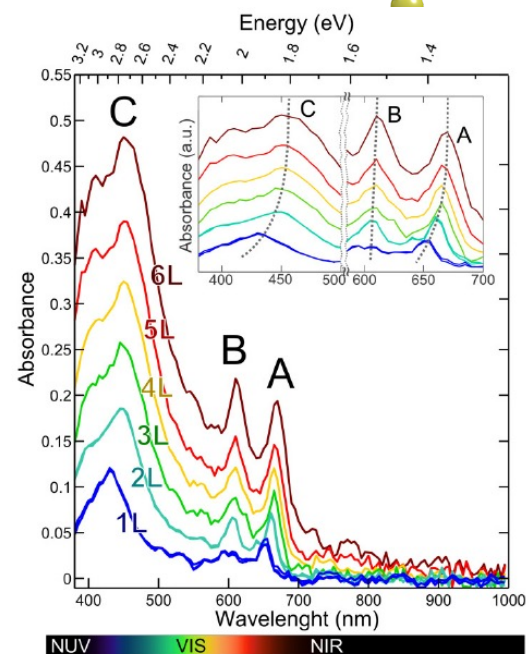 Energy (eV)
3.2 3 2.8 2.6 2.4 2.2 2 1.8 1.6 1.4
0.55
0.5
0.45
0.4
0.35
0.3
0.25
0.2
0.15
0.1
0.05
0
Absorbance
C
B
A
6L
5L
4L
3L
2L
1L
Absorbance (a.u.)
C
B
A
400 450 500 600 650 700
400 500 600 700 800 900 1000
Wavelenght (nm)
NUV VIS NIR